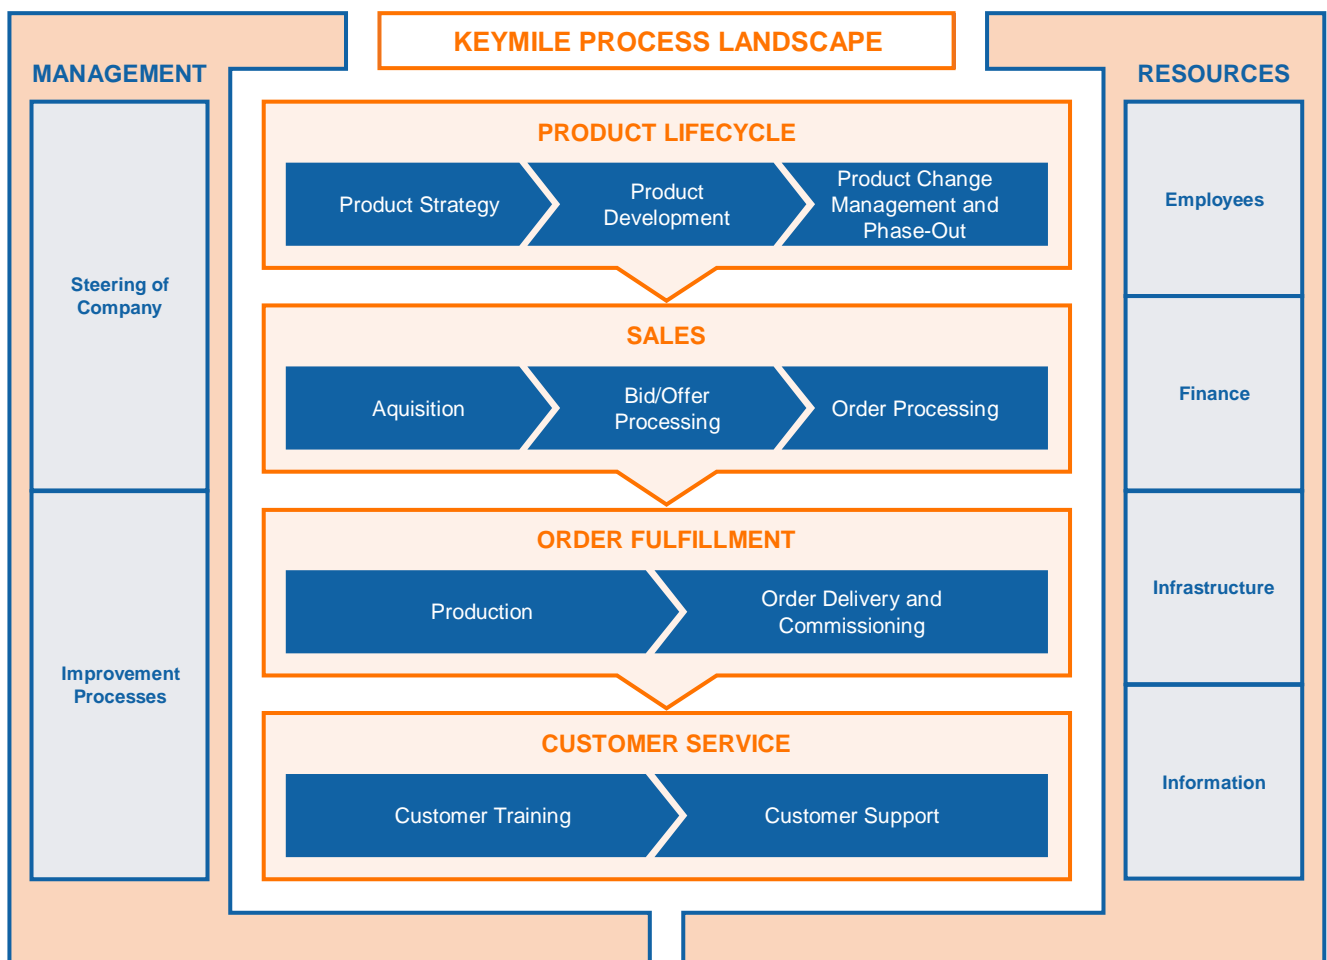 KEYMILE PROCESS LANDSCAPE
MANAGEMENT
Steering of
Company
Improvement
Processes
PRODUCT LIFECYCLE
Product Strategy
Product
Development
Product Change
Management and
Phase-Out
SALES
Aquisition
Bid/Offer
Processing
Order Processing
ORDER FULFILLMENT
Production
Order Delivery and
Commissioning
CUSTOMER SERVICE
Customer Training
Customer Support
RESOURCES
Employees
Finance
Infrastructure
Information